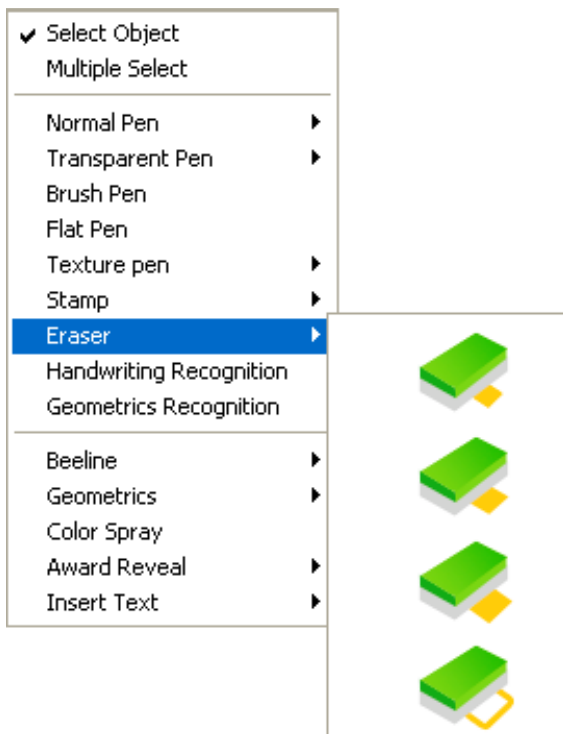 Select Object
Multiple Select
Normal Pen
Transparent Pen
Brush Pen
Flat Pen
Texture pen
Stamp
Eraser
Handwriting Recognition
Geometrics Recognition
Beeline
Geometrics
Color Spray
Award Reveal
Insert Text